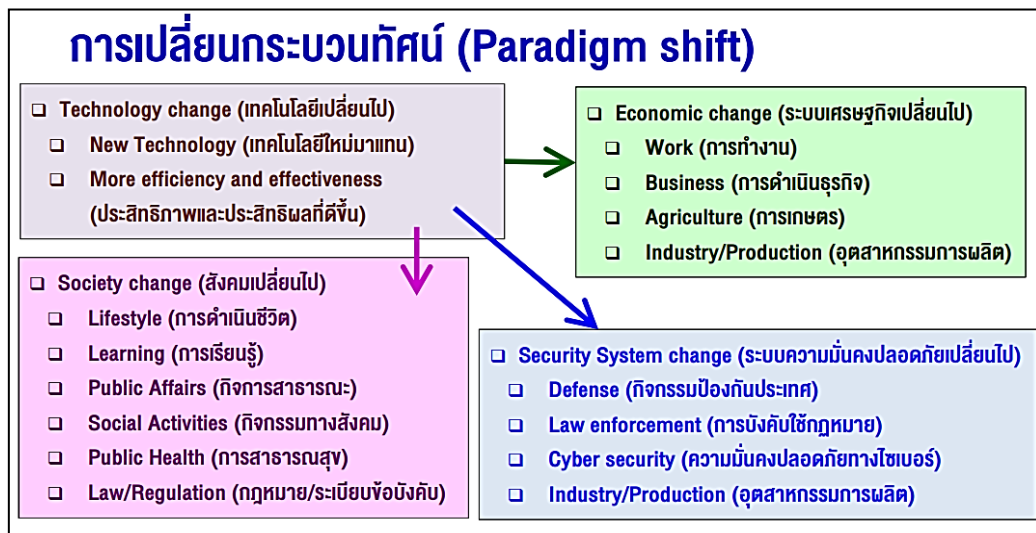 การเปลี่ยนกระบวนทัศน์ (Paradigm shift)
❑ Technology change (เทคโนโลยีเปลี่ยนไป)
❑ New Technology (เทคโนโลยีใหม่มาแทน)
❑ More efficiency and effectiveness
(ประสิทธิภาพและประสิทธิผลที่ดีขึ้น)
❑ Economic change (ระบบเศรษฐกิจเปลี่ยนไป)
❑ Work (การทำงาน)
❑ Business (การดำเนินธุรกิจ)
❑ Agriculture (การเกษตร)
❑ Industry/Production (อุตสาหกรรมการผลิต)
❑ Society change (สังคมเปลี่ยนไป)
❑ Lifestyle (การดำเนินชีวิต)
❑ Learning (การเรียนรู้)
❑ Public Affairs (กิจการสาธารณะ)
❑ Social Activities (กิจกรรมทางสังคม)
❑ Public Health (การสาธารณสุข)
❑ Law/Regulation (กฎหมาย/ระเบียบข้อบังคับ)
❑ Security System change (ระบบความมั่นคงปลอดภัยเปลี่ยนไป)
❑ Defense (กิจกรรมป้องกันประเทศ)
❑ Law enforcement (การบังคับใช้กฎหมาย)
❑ Cyber security (ความมั่นคงปลอดภัยทางไซเบอร์)
❑ Industry/Production (อุตสาหกรรมการผลิต)